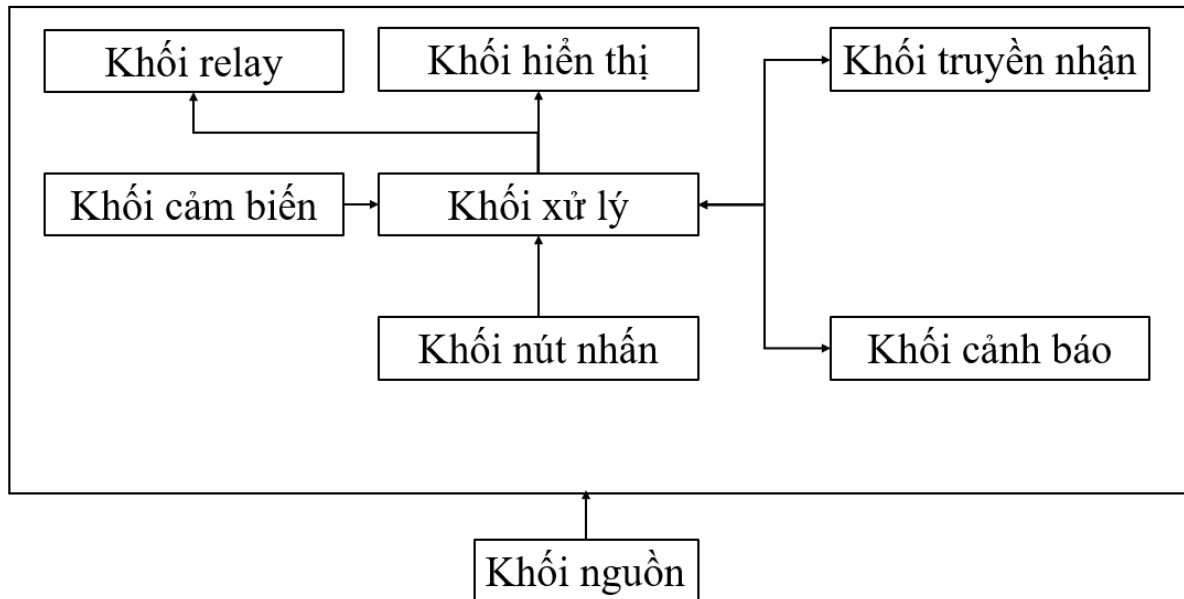 Khối relay
Khối hiển thị
Khối truyền nhận
Khối cảm biến
Khối xử lý
Khối nút nhấn
Khối cảnh báo
Khối nguồn